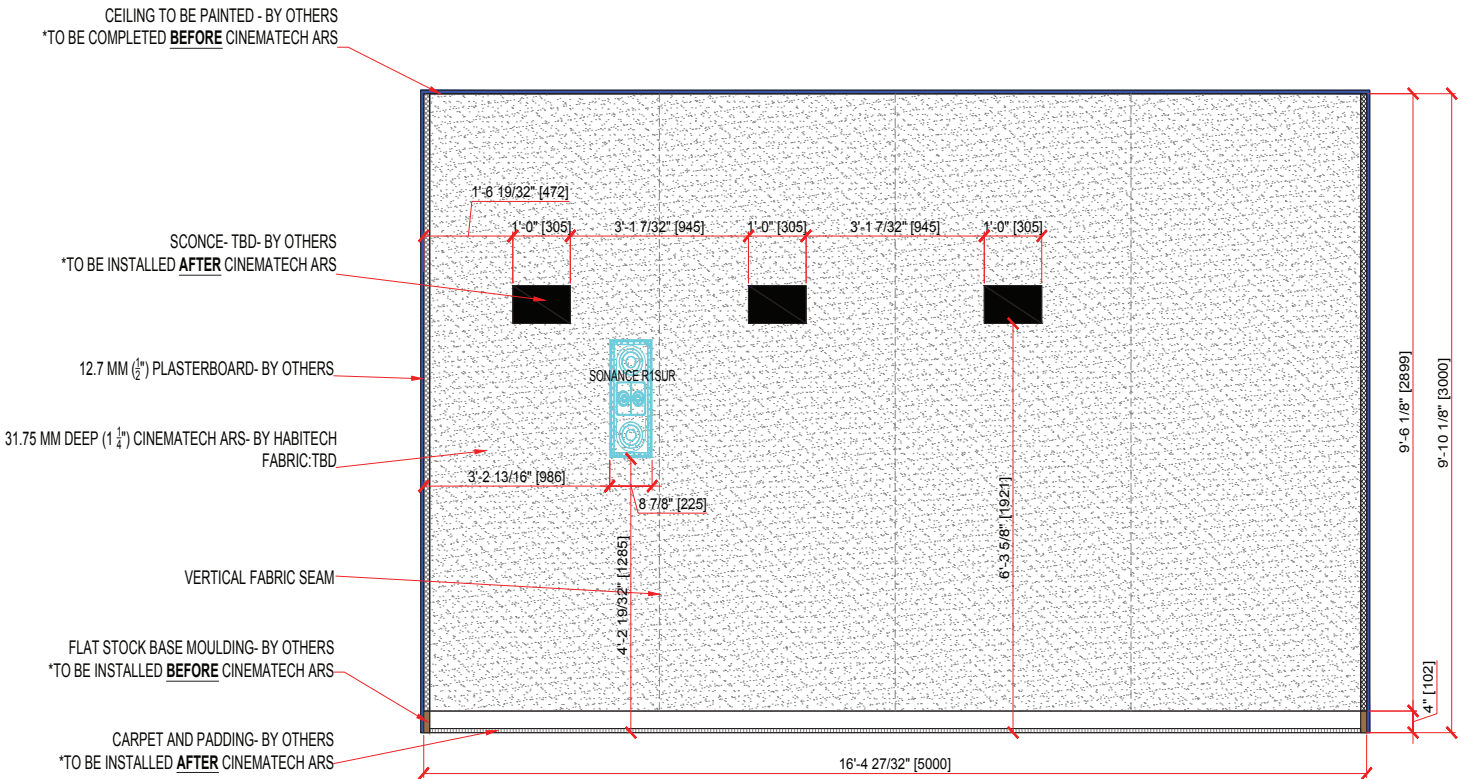 CEILING TO BE PAINTED - BY OTHERS
*TO BE COMPLETED BEFORE CINEMATECH ARS
1'-6 19/32" [472]
1'-0" [305]
3'-1 7/32" [945]
1'-0" [305]
3'-1 7/32" [945]
1'-0" [305]
SCONCE- TBD- BY OTHERS
*TO BE INSTALLED AFTER CINEMATECH ARS
12.7 MM (1/2") PLASTERBOARD- BY OTHERS
SONANCE R1SUR
31.75 MM DEEP (1 1/4") CINEMATECH ARS- BY HABITECH
FABRIC:TBD
3'-2 13/16" [986]
8 7/8" [225]
4'-2 19/32" [1285]
6'-3 5/8" [1921]
9'-6 1/8" [2899]
9'-10 1/8" [3000]
VERTICAL FABRIC SEAM
FLAT STOCK BASE MOULDING- BY OTHERS
*TO BE INSTALLED BEFORE CINEMATECH ARS
4" [102]
CARPET AND PADDING- BY OTHERS
*TO BE INSTALLED AFTER CINEMATECH ARS
16'-4 27/32" [5000]